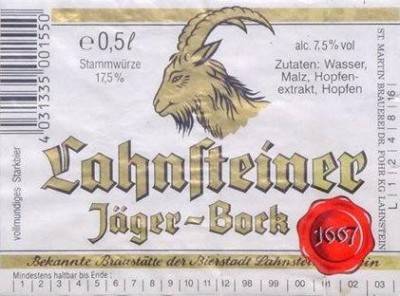 4 031335 001550
vollmundiges Starkbier
e 0,5 l
Stammwürze
17,5 %
alc. 7,5 % vol
Zutaten: Wasser,
Malz, Hopfen-
extrakt, Hopfen
Lahnsteiner
Jäger-Bock
1667
Bekannte Braustätte der Bierstadt
Mindestens haltbar bis Ende:
1 2 3 4 5 6 7 8 9 10 11 12 98 99 00 01 02 03
ST. MARTIN BRAUEREI DR. FOHR KG LAHNSTEIN